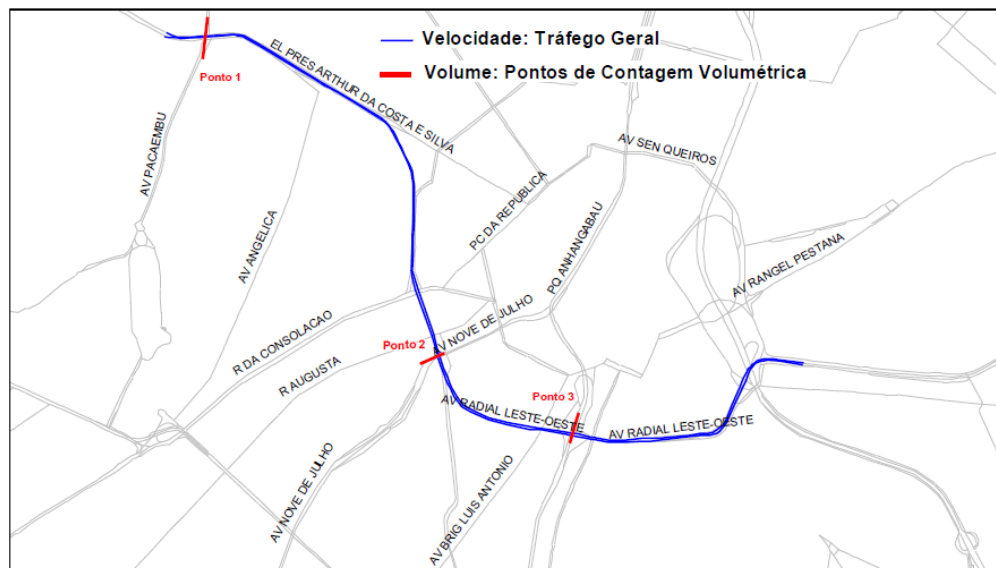 Velocidade: Tráfego Geral
Volume: Pontos de Contagem Volumétrica
Ponto 1
EL PRES ARTHUR DA COSTA E SILVA
AV PACAEMBU
AV ANGELICA
AV SEN QUEIROS
PC DA REPUBLICA
PQ ANHANGABAU
AV RANGEL PESTANA
R DA CONSOLACAO
AV NOVE DE JULHO
Ponto 2
R AUGUSTA
Ponto 3
AV RADIAL LESTE-OESTE
AV RADIAL LESTE-OESTE
AV NOVE DE JULHO
AV BRIG LUIS ANTONIO